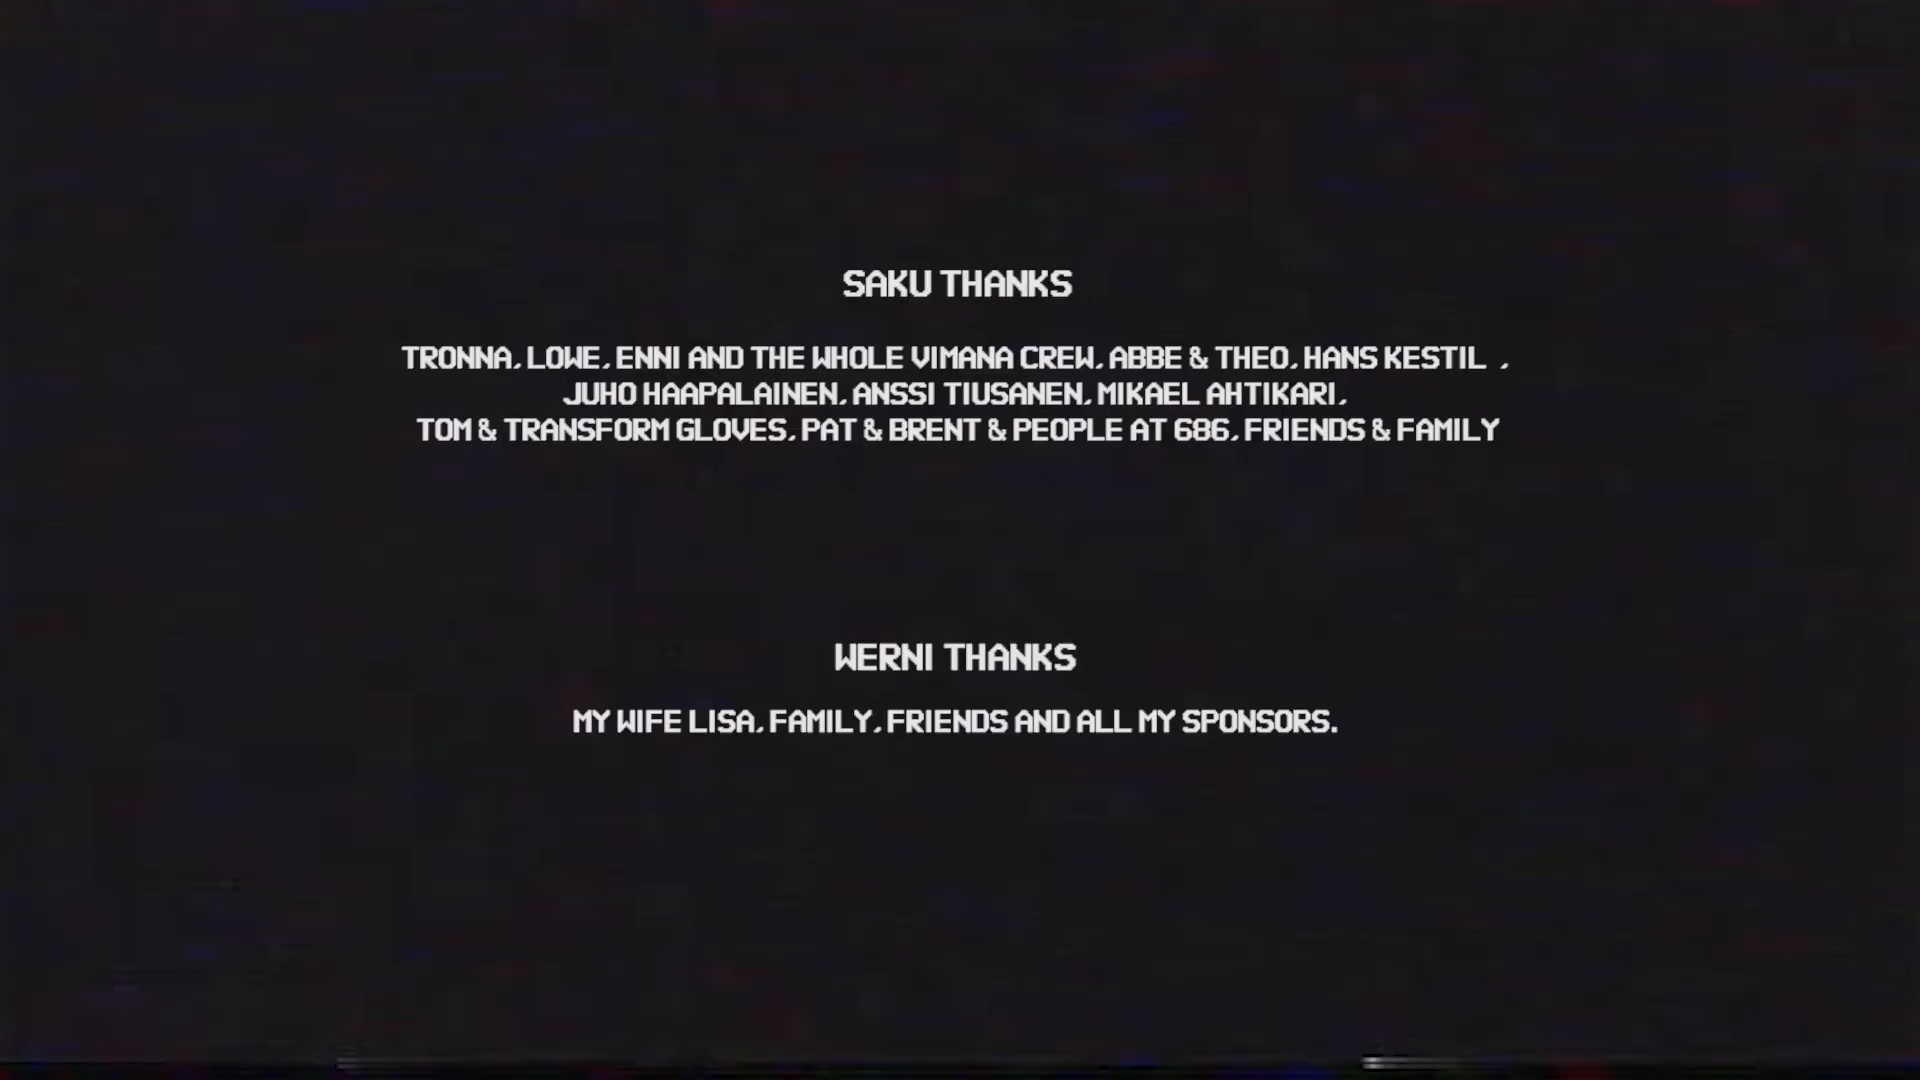 SAKU THANKS
TRONNA, LOWE, ENNI AND THE WHOLE VIMANA CREW, ABBE & THEO, HANS KESTIL  ,
JUHO HAAPALAINEN, ANSSI TIUSANEN, MIKAEL AHTIKARI,
TOM & TRANSFORM GLOVES, PAT & BRENT & PEOPLE AT 686, FRIENDS & FAMILY
WERNI THANKS
MY WIFE LISA, FAMILY, FRIENDS AND ALL MY SPONSORS.